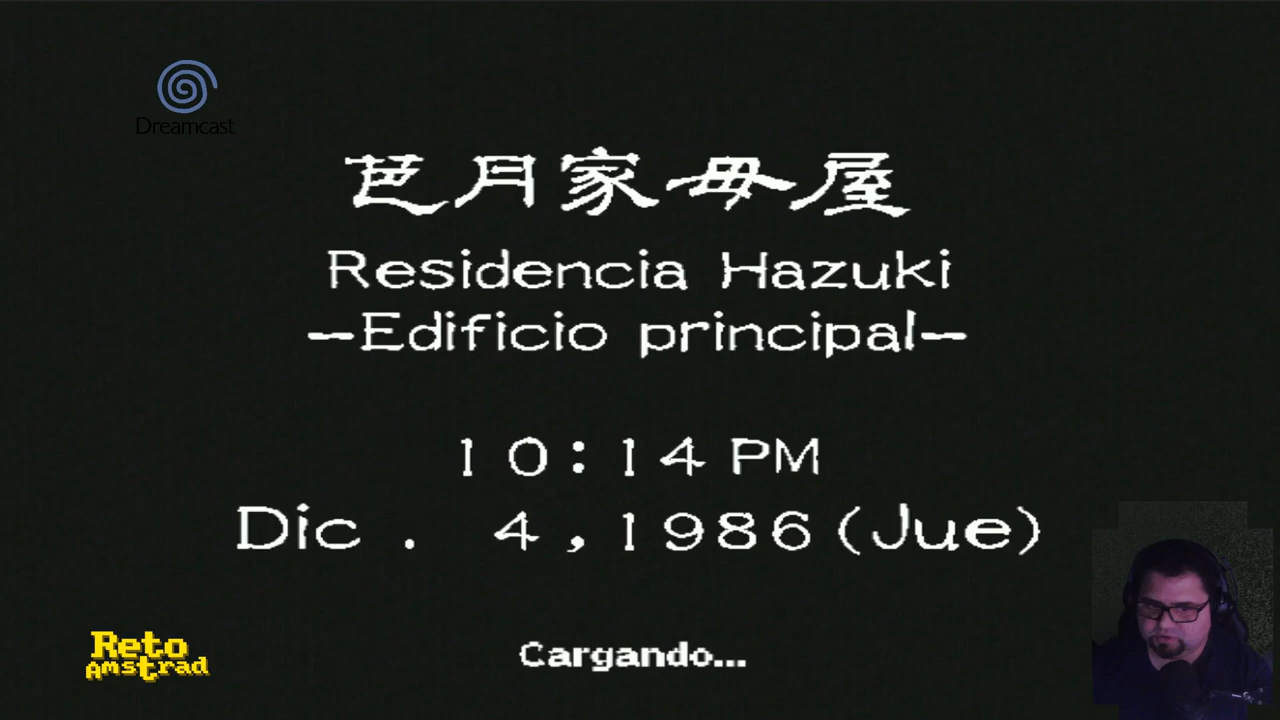 Dreamcast
芭月家母屋
Residencia Hazuki
-Edificio principal-
10:14 PM
Dic. 4,1986(Jue)
Reto
Amstrad
Cargando...